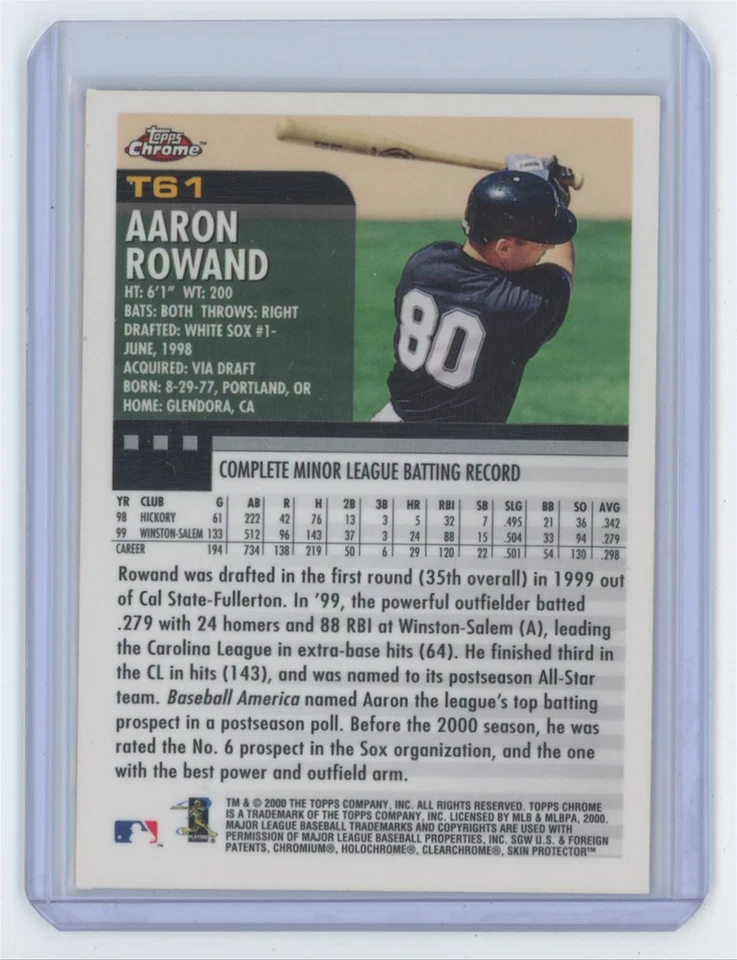 Topps
Chrome™
T61
AARON
ROWAND
HT: 6'1" WT: 200
BATS: BOTH THROWS: RIGHT
DRAFTED: WHITE SOX #1-
JUNE, 1998
ACQUIRED: VIA DRAFT
BORN: 8-29-77, PORTLAND, OR
HOME: GLENDORA, CA
80
COMPLETE MINOR LEAGUE BATTING RECORD
YR CLUB G AB R H 2B 3B HR RBI SB SLG BB SO AVG
98 HICKORY 61 222 42 76 13 3 5 32 7 .495 21 36 .342
99 WINSTON-SALEM 133 512 96 143 37 3 24 88 15 .504 33 94 .279
CAREER 194 734 138 219 50 6 29 120 22 .501 54 130 .298
Rowand was drafted in the first round (35th overall) in 1999 out
of Cal State-Fullerton. In '99, the powerful outfielder batted
.279 with 24 homers and 88 RBI at Winston-Salem (A), leading
the Carolina League in extra-base hits (64). He finished third in
the CL in hits (143), and was named to its postseason All-Star
team. Baseball America named Aaron the league's top batting
prospect in a postseason poll. Before the 2000 season, he was
rated the No. 6 prospect in the Sox organization, and the one
with the best power and outfield arm.
TM & © 2000 THE TOPPS COMPANY, INC. ALL RIGHTS RESERVED. TOPPS CHROME
IS A TRADEMARK OF THE TOPPS COMPANY, INC. LICENSED BY MLB & MLBPA, 2000.
MAJOR LEAGUE BASEBALL TRADEMARKS AND COPYRIGHTS ARE USED WITH
PERMISSION OF MAJOR LEAGUE BASEBALL PROPERTIES, INC. SGW U.S. & FOREIGN
PATENTS, CHROMIUM®, HOLOCHROME®, CLEARCHROME®, SKIN PROTECTOR™